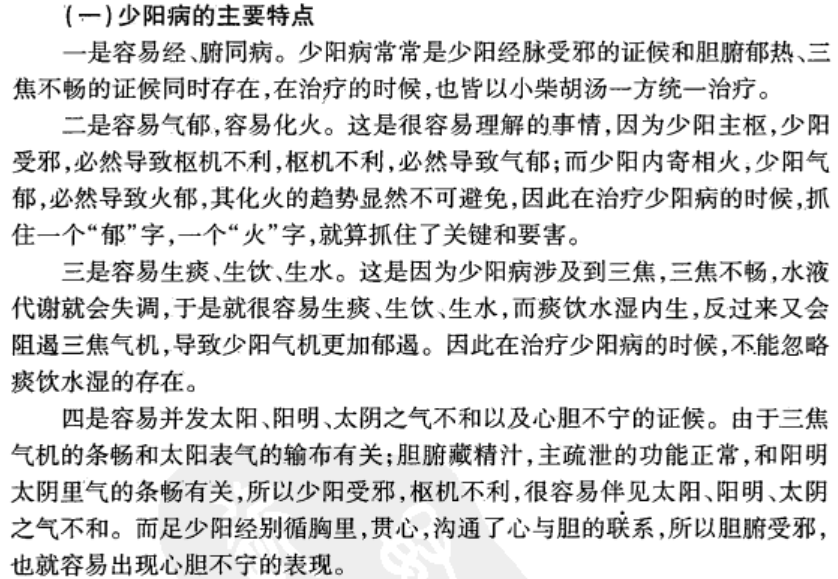 (一)少阳病的主要特点
一是容易经、腑同病。少阳病常常是少阳经脉受邪的证候和胆腑郁热、三
焦不畅的证候同时存在,在治疗的时候,也皆以小柴胡汤一方统一治疗。
二是容易气郁,容易化火。这是很容易理解的事情,因为少阳主枢,少阳
受邪,必然导致枢机不利,枢机不利,必然导致气郁;而少阳内寄相火,少阳气
郁,必然导致火郁,其化火的趋势显然不可避免,因此在治疗少阳病的时候,抓
住一个“郁”字,一个“火”字,就算抓住了关键和要害。
三是容易生痰、生饮、生水。这是因为少阳病涉及到三焦,三焦不畅,水液
代谢就会失调,于是就很容易生痰、生饮、生水,而痰饮水湿内生,反过来又会
阻遏三焦气机,导致少阳气机更加郁遏。因此在治疗少阳病的时候,不能忽略
痰饮水湿的存在。
四是容易并发太阳、阳明、太阴之气不和以及心胆不宁的证候。由于三焦
气机的条畅和太阳表气的输布有关;胆腑藏精汁,主疏泄的功能正常,和阳明
太阴里气的条畅有关,所以少阳受邪,枢机不利,很容易伴见太阳、阳明、太阴
之气不和。而足少阳经别循胸里,贯心,沟通了心与胆的联系,所以胆腑受邪,
也就容易出现心胆不宁的表现。